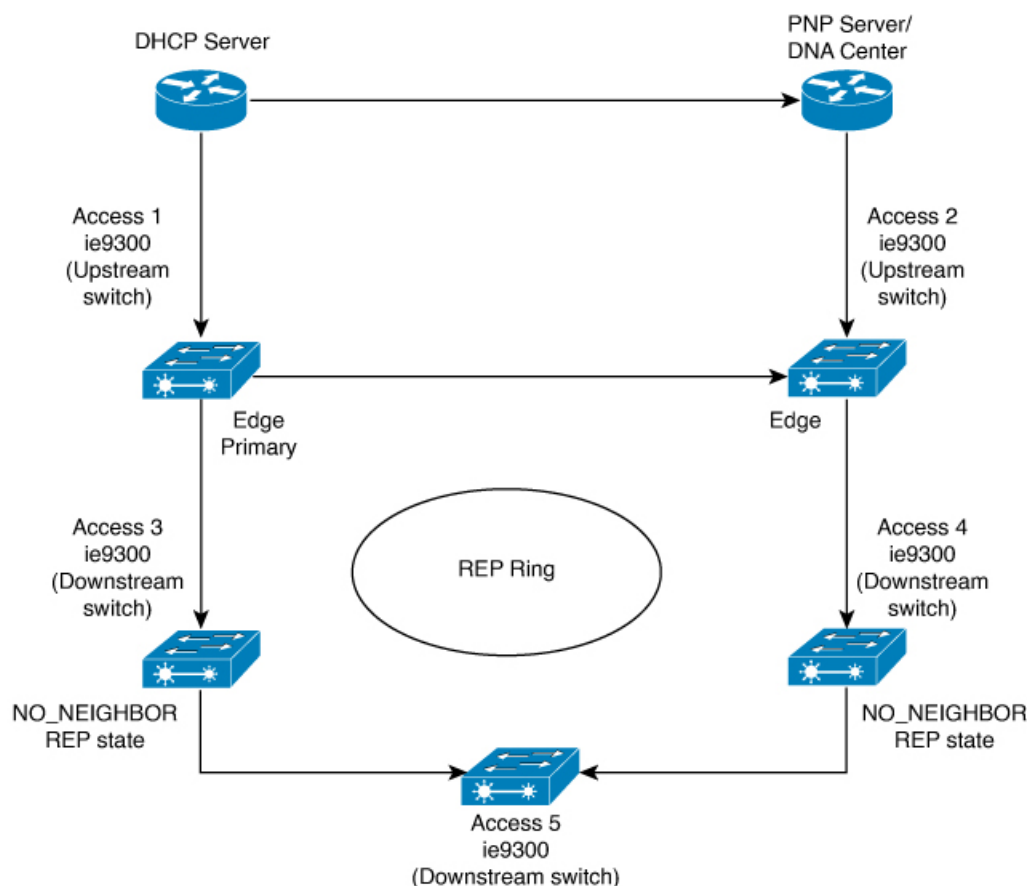 DHCP Server
PNP Server/
DNA Center
Access 1
ie9300
(Upstream
switch)
Access 2
ie9300
(Upstream
switch)
Edge
Primary
Edge
Access 3
ie9300
(Downstream
switch)
REP Ring
Access 4
ie9300
(Downstream
switch)
NO_NEIGHBOR
REP state
NO_NEIGHBOR
REP state
Access 5
ie9300
(Downstream switch)